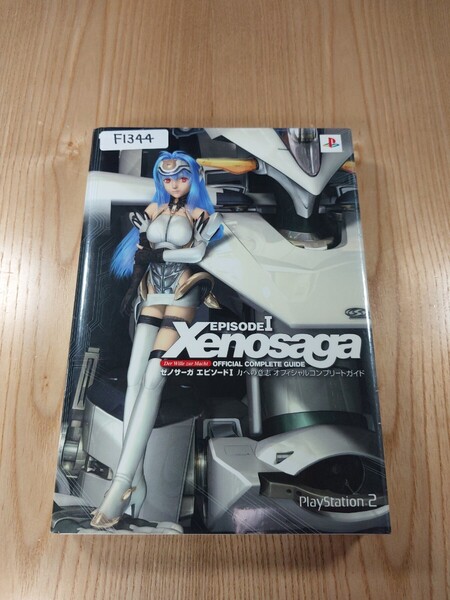 F1344
EPISODE I
Xenosaga
Der Wille zur Macht OFFICIAL COMPLETE GUIDE
ゼノサーガ エピソードI 力への意志 オフィシャルコンプリートガイド
PlayStation 2